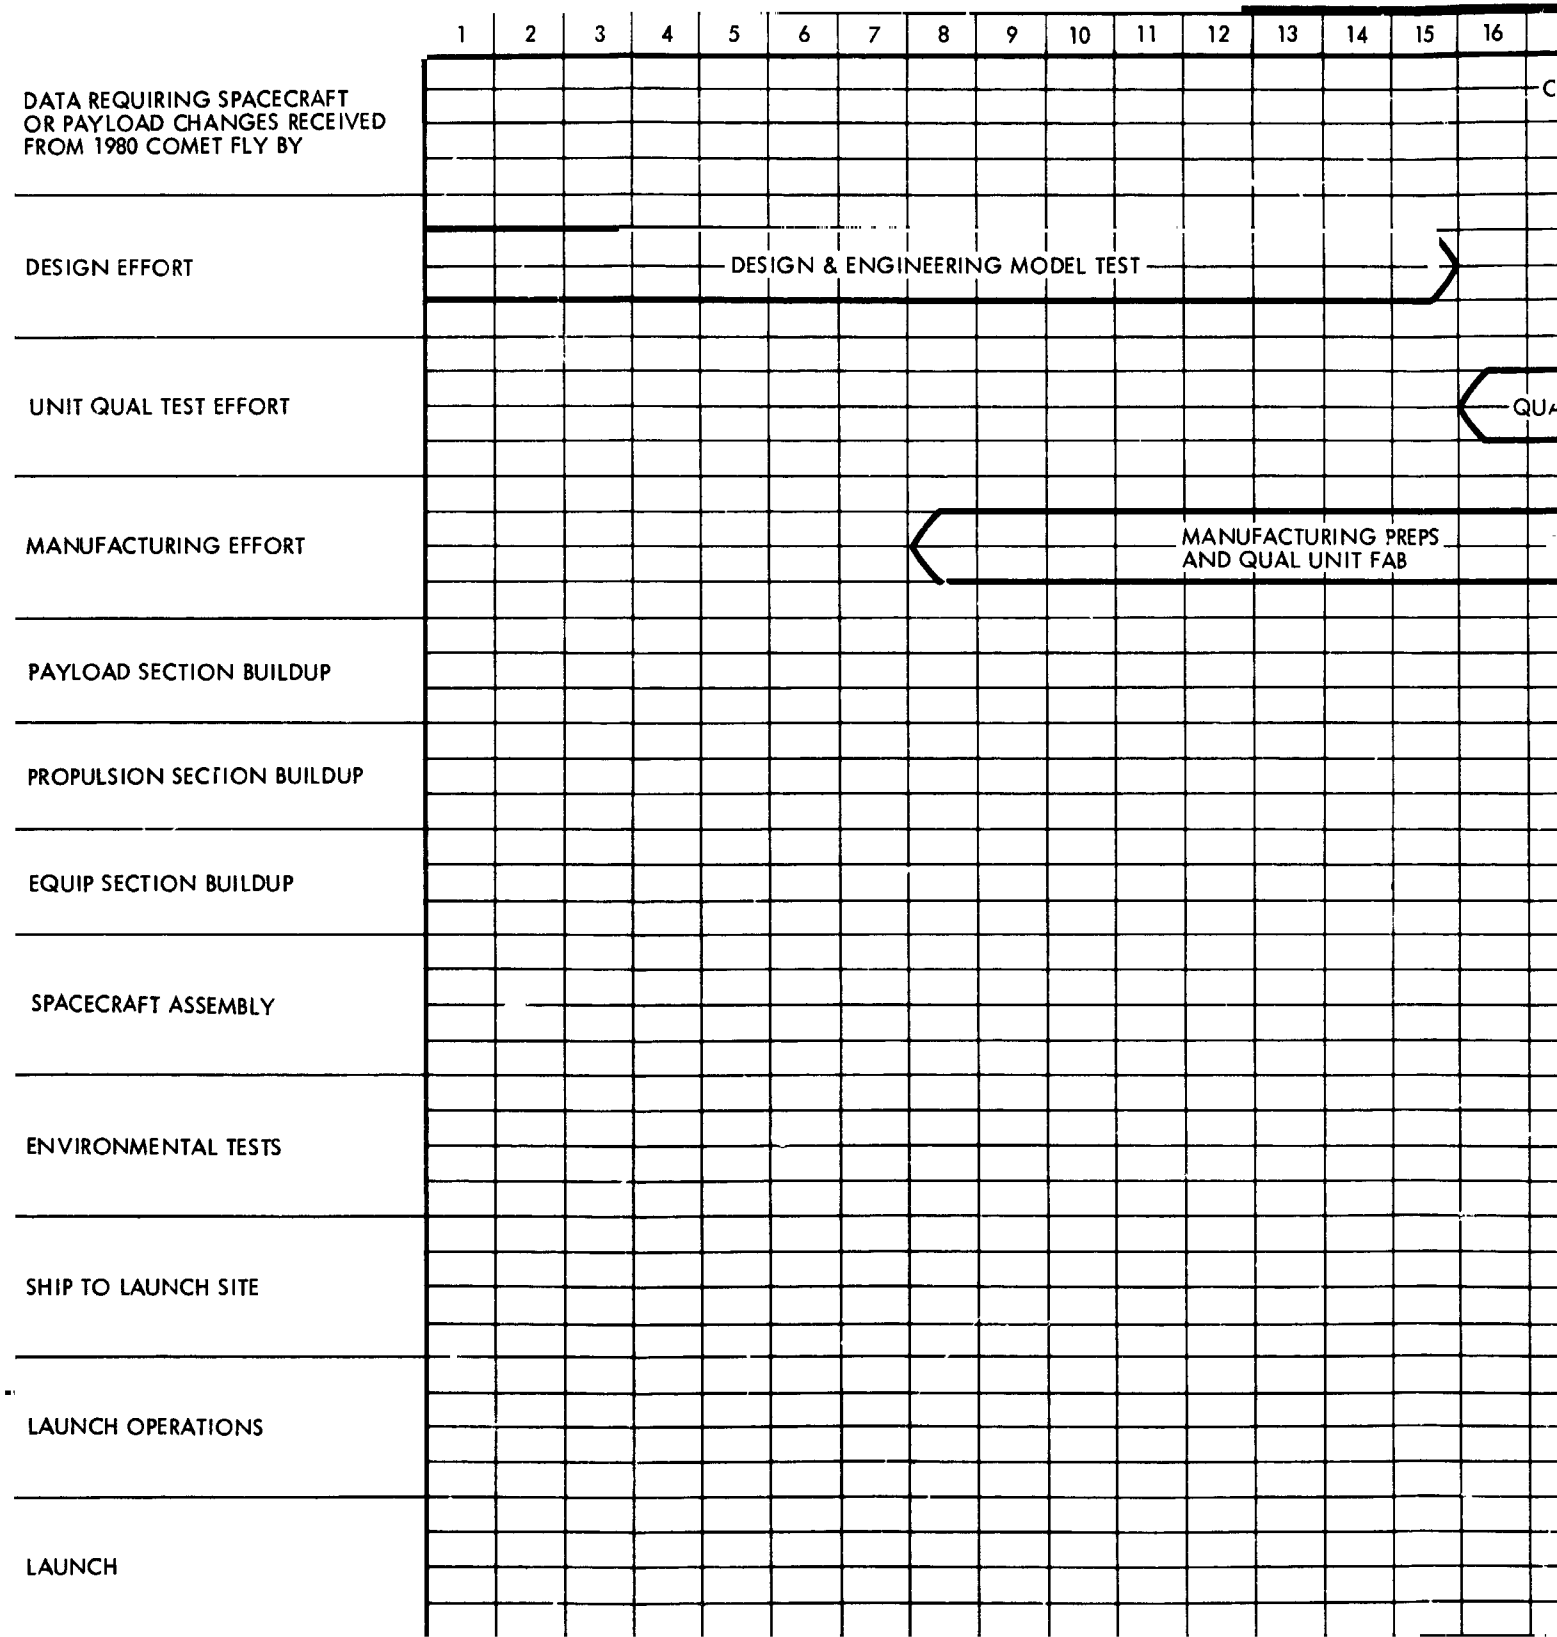 1 2 3 4 5 6 7 8 9 10 11 12 13 14 15 16
DATA REQUIRING SPACECRAFT
OR PAYLOAD CHANGES RECEIVED
FROM 1980 COMET FLY BY
C
DESIGN EFFORT
DESIGN & ENGINEERING MODEL TEST
UNIT QUAL TEST EFFORT
QUA
MANUFACTURING EFFORT
MANUFACTURING PREPS
AND QUAL UNIT FAB
PAYLOAD SECTION BUILDUP
PROPULSION SECTION BUILDUP
EQUIP SECTION BUILDUP
SPACECRAFT ASSEMBLY
ENVIRONMENTAL TESTS
SHIP TO LAUNCH SITE
LAUNCH OPERATIONS
LAUNCH